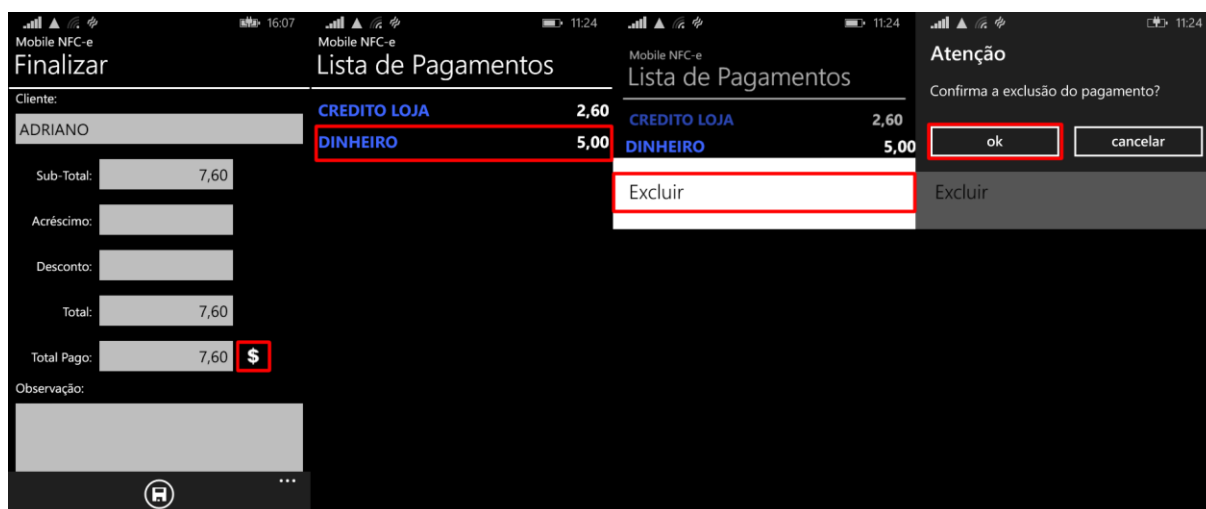 16:07
Mobile NFC-e
Finalizar
Cliente:
ADRIANO
Sub-Total: 7,60
Acréscimo:
Desconto:
Total: 7,60
Total Pago: 7,60 $
Observação:
11:24
Mobile NFC-e
Lista de Pagamentos
CREDITO LOJA 2,60
DINHEIRO 5,00
11:24
Mobile NFC-e
Lista de Pagamentos
CREDITO LOJA 2,60
DINHEIRO 5,00
Excluir
11:24
Atenção
Confirma a exclusão do pagamento?
ok cancelar
Excluir